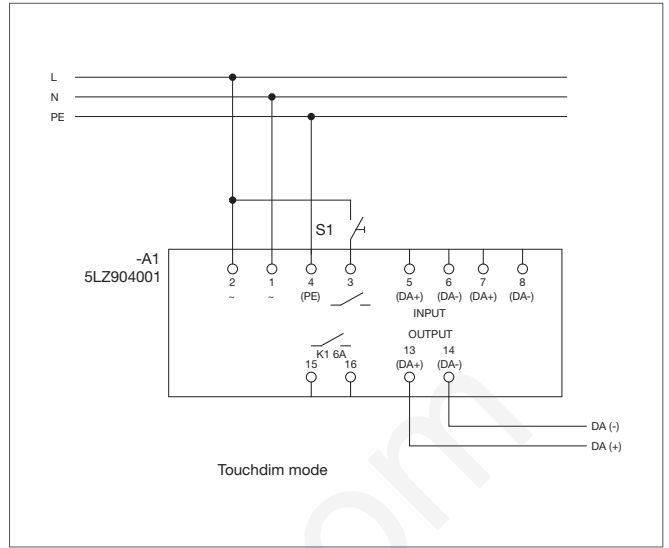 L
N
PE
S1
-A1
5LZ904001
2 1 4 3 5 6 7 8
~ ~ (PE) (DA+) (DA-) (DA+) (DA-)
INPUT
OUTPUT
K1 6A 13 14
15 16 (DA+) (DA-)
DA (-)
DA (+)
Touchdim mode
om